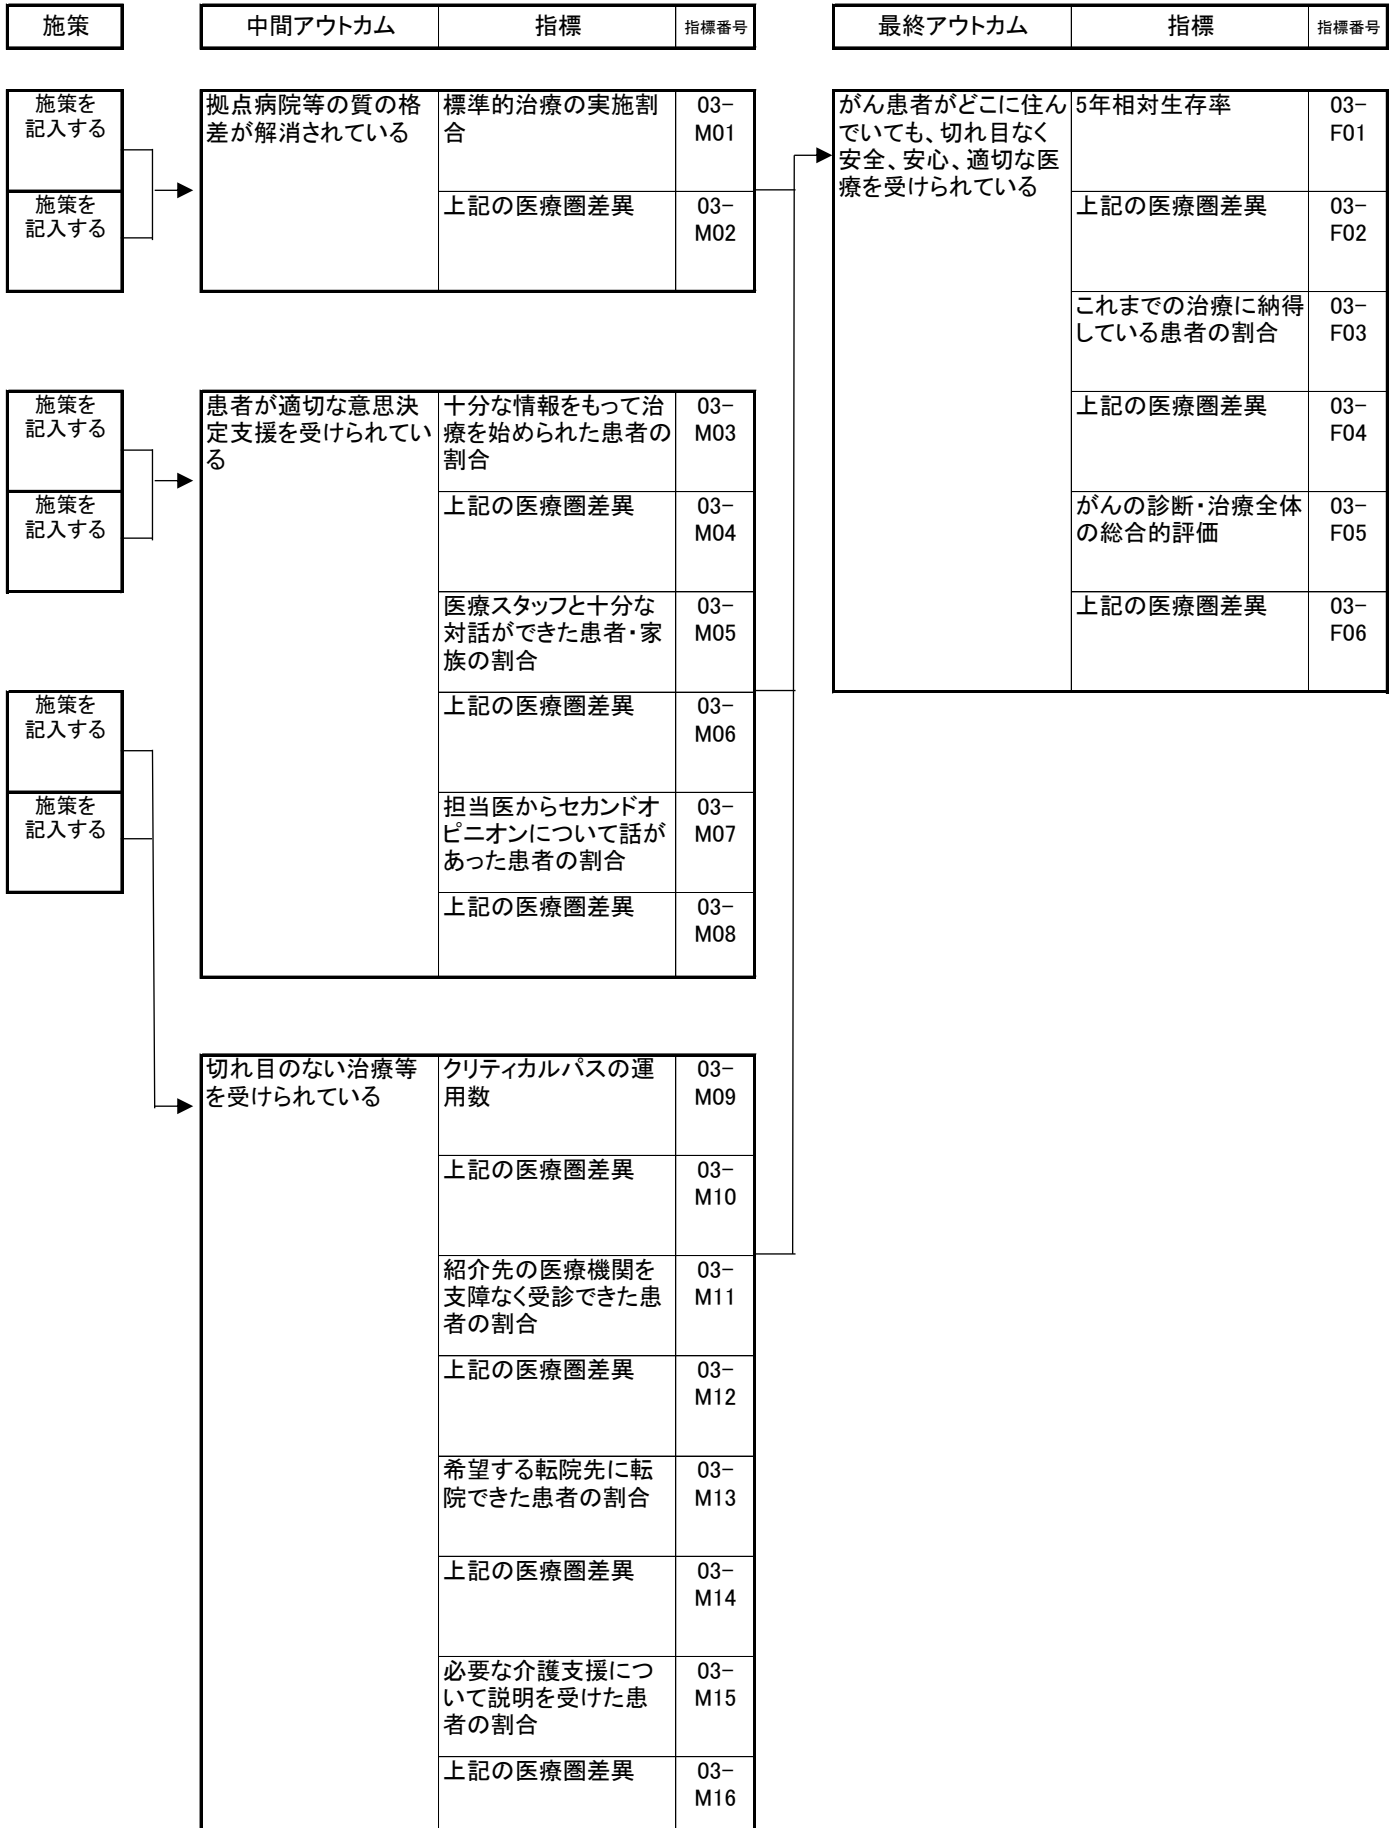 施策
中間アウトカム
指標
指標番号
最終アウトカム
指標
指標番号
施策を
記入する
施策を
記入する
拠点病院等の質の格
差が解消されている
標準的治療の実施割
合
03-
M01
上記の医療圏差異
03-
M02
がん患者がどこに住ん
でいても、切れ目なく
安全、安心、適切な医
療を受けられている
5年相対生存率
03-
F01
上記の医療圏差異
03-
F02
これまでの治療に納得
している患者の割合
03-
F03
上記の医療圏差異
03-
F04
がんの診断・治療全体
の総合的評価
03-
F05
上記の医療圏差異
03-
F06
施策を
記入する
施策を
記入する
患者が適切な意思決
定支援を受けられてい
る
十分な情報をもって治
療を始められた患者の
割合
03-
M03
上記の医療圏差異
03-
M04
医療スタッフと十分な
対話ができた患者・家
族の割合
03-
M05
上記の医療圏差異
03-
M06
担当医からセカンドオ
ピニオンについて話が
あった患者の割合
03-
M07
上記の医療圏差異
03-
M08
施策を
記入する
施策を
記入する
切れ目のない治療等
を受けられている
クリティカルパスの運
用数
03-
M09
上記の医療圏差異
03-
M10
紹介先の医療機関を
支障なく受診できた患
者の割合
03-
M11
上記の医療圏差異
03-
M12
希望する転院先に転
院できた患者の割合
03-
M13
上記の医療圏差異
03-
M14
必要な介護支援につ
いて説明を受けた患
者の割合
03-
M15
上記の医療圏差異
03-
M16